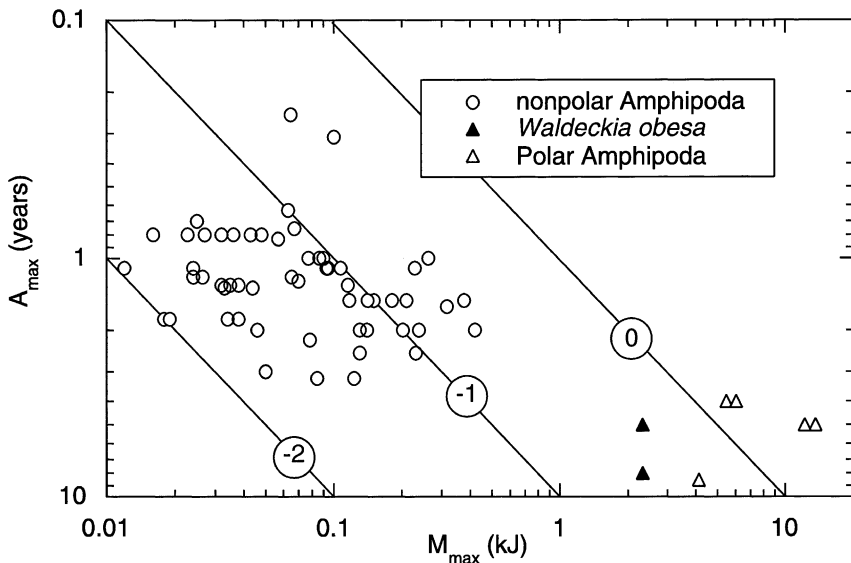 0.1
nonpolar Amphipoda
Waldeckia obesa
Polar Amphipoda
A_max (years)
1
0
-1
-2
10
0.01
0.1
1
10
M_max (kJ)